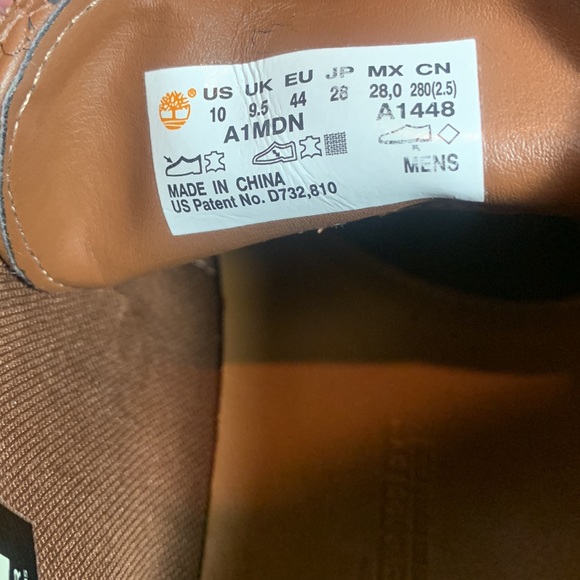 ® US UK EU JP MX CN
10 9.5 44 28 28,0 280(2.5)
A1MDN A1448
MENS
MADE IN CHINA
US Patent No. D732,810